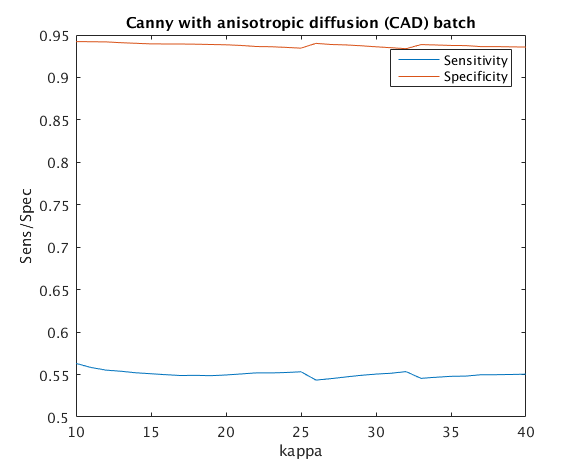 Canny with anisotropic diffusion (CAD) batch
0.95
0.9
0.85
0.8
0.75
0.7
0.65
0.6
0.55
0.5
Sens/Spec
Sensitivity
Specificity
10 15 20 25 30 35 40
kappa